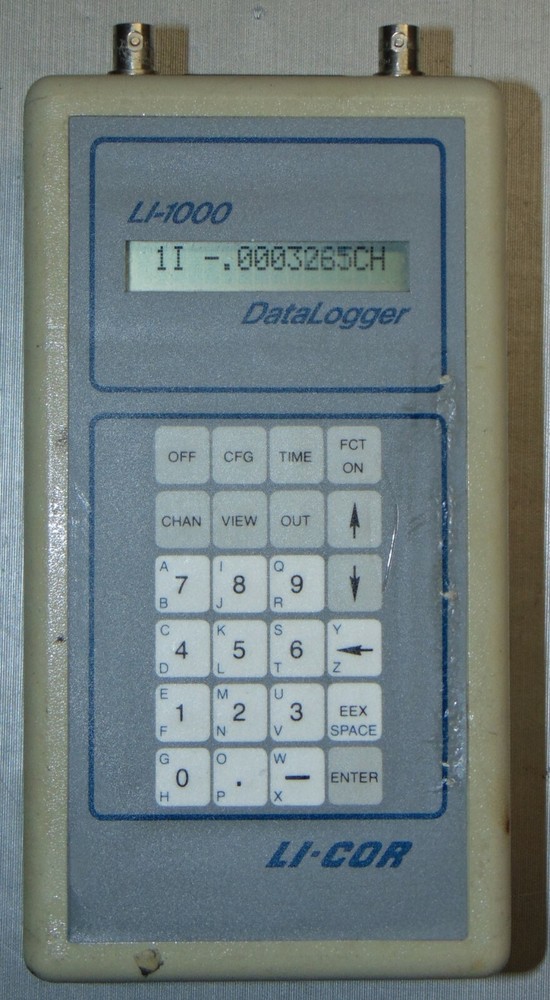 LI-1000
1I -.0003265CH
DataLogger
OFF CFG TIME FCT ON
CHAN VIEW OUT ↑
A 7 B I 8 J Q 9 R ↓
C 4 D K 5 L S 6 T Y ← Z
E 1 F M 2 N U 3 V EEX SPACE
G 0 H O . P W — X ENTER
LI-COR